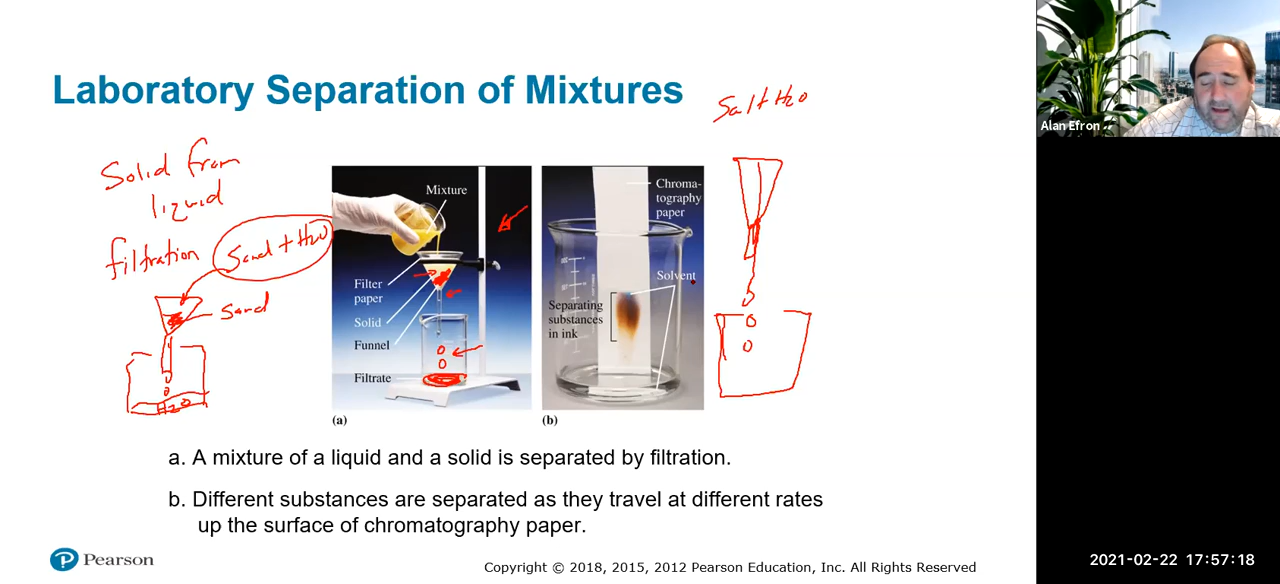 Laboratory Separation of Mixtures
Salt H2O
Alan Efron
Solid from
liquid
filtration
Sand + H2O
Sand
H2O
Mixture
Filter
paper
Solid
Funnel
Filtrate
(a)
Chroma-
tography
paper
Solvent
Separating
substances
in ink
(b)
a. A mixture of a liquid and a solid is separated by filtration.
b. Different substances are separated as they travel at different rates
up the surface of chromatography paper.
P Pearson
Copyright © 2018, 2015, 2012 Pearson Education, Inc. All Rights Reserved
2021-02-22 17:57:18